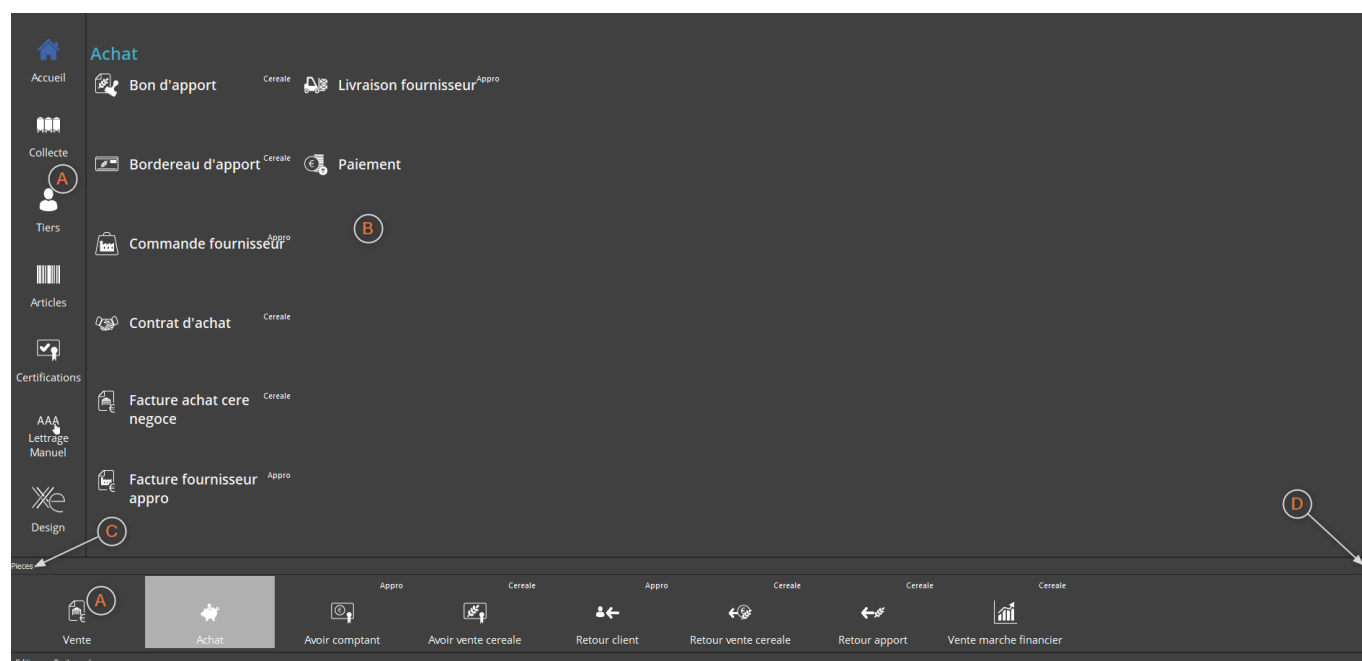 Accueil
Collecte
A
Tiers
Articles
Certifications
AAA
Lettrage
Manuel
Xe
Design
Achat
Bon d'apport Cereale
Livraison fournisseur Appro
Bordereau d'apport Cereale
Paiement
Commande fournisseur Appro
B
Contrat d'achat Cereale
Facture achat cere Cereale
negoce
Facture fournisseur Appro
appro
C
D
Pieces
A
Vente
Achat
Appro
Avoir comptant
Cereale
Avoir vente cereale
Appro
Retour client
Cereale
Retour vente cereale
Cereale
Retour apport
Cereale
Vente marche financier